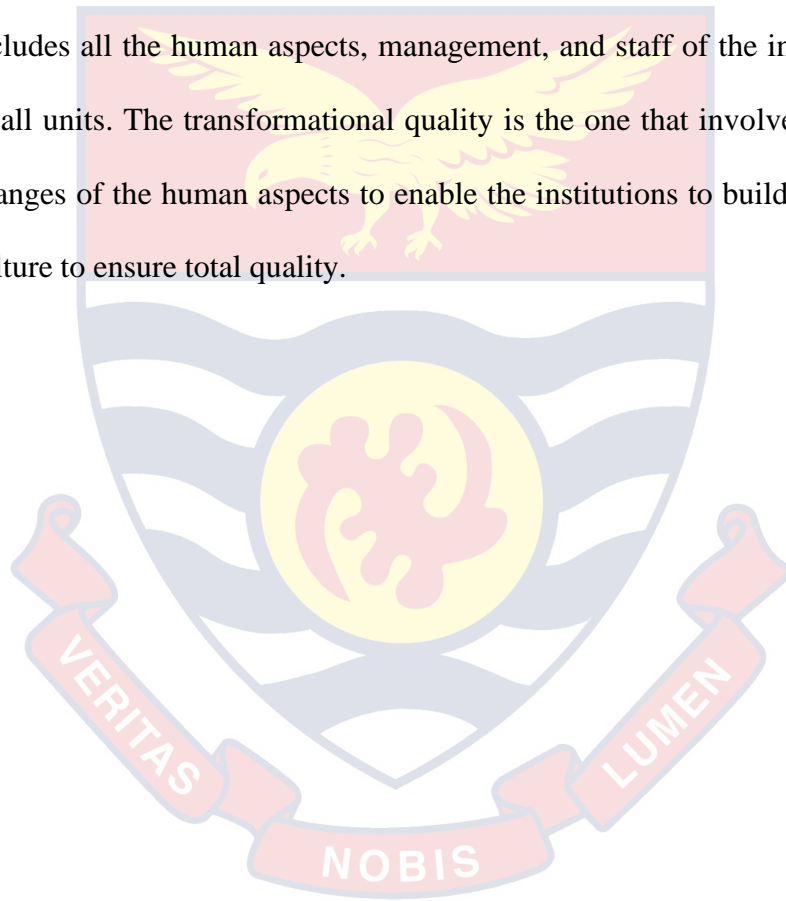 cludes all the human aspects, management, and staff of the in
all units. The transformational quality is the one that involve
anges of the human aspects to enable the institutions to build
lture to ensure total quality.
VERITAS
NOBIS
LUMEN